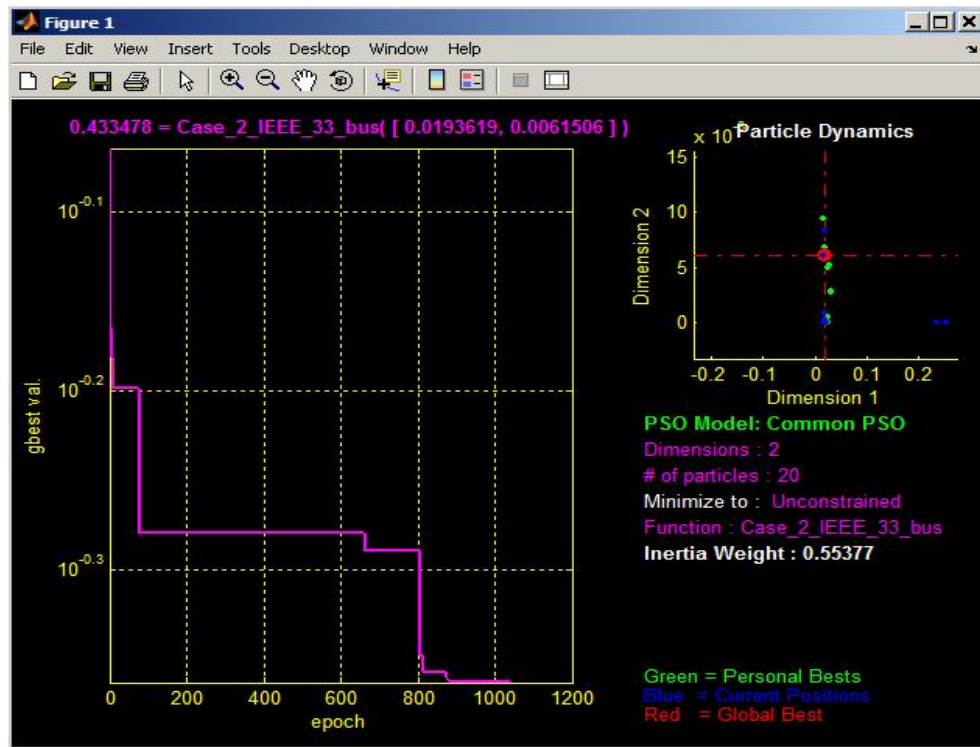 Figure 1
File Edit View Insert Tools Desktop Window Help
0.433478 = Case_2_IEEE_33_bus( [ 0.0193619, 0.0061506 ] )
10^-0.1
10^-0.2
10^-0.3
gbest val.
0 200 400 600 800 1000 1200
epoch
x 10
Particle Dynamics
15
10
5
0
Dimension 2
-0.2 -0.1 0 0.1 0.2
Dimension 1
PSO Model: Common PSO
Dimensions : 2
# of particles : 20
Minimize to : Unconstrained
Function : Case_2_IEEE_33_bus
Inertia Weight : 0.55377
Green = Personal Bests
Blue = Current Positions
Red = Global Best